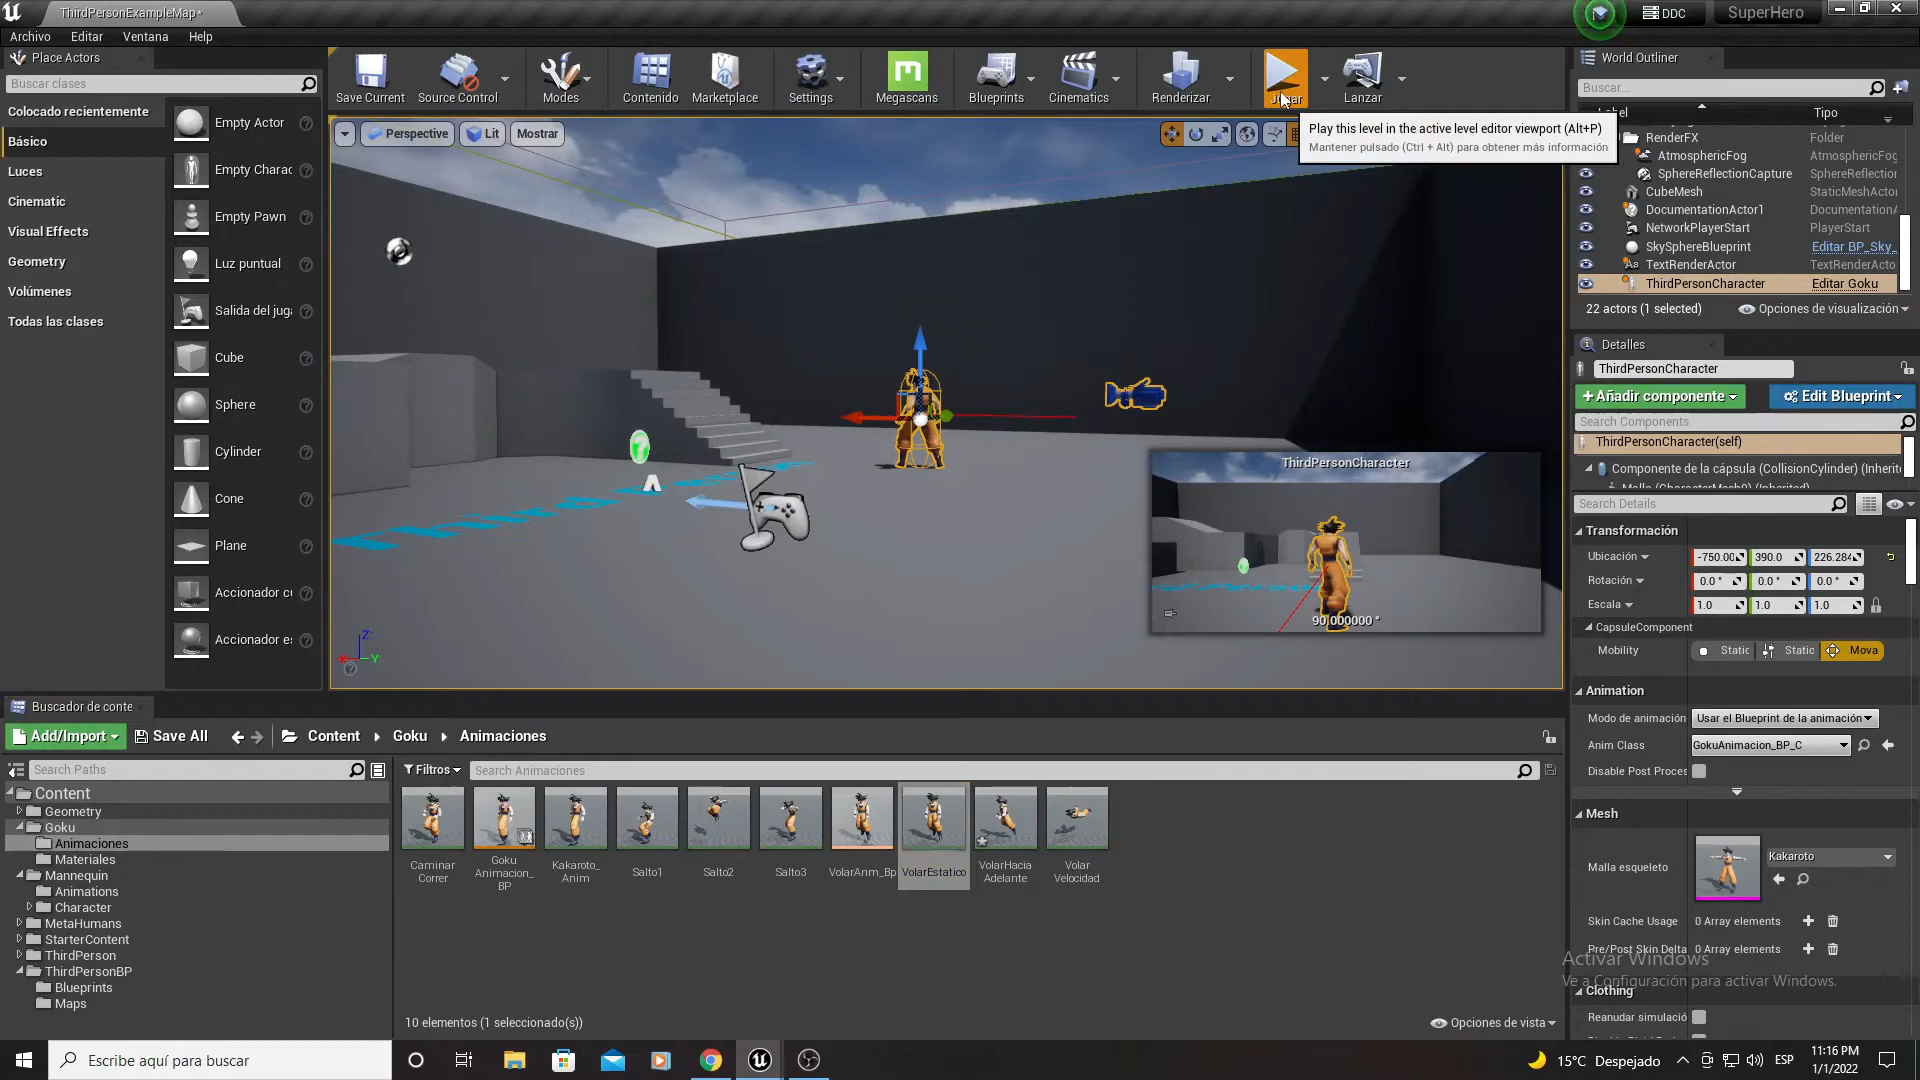 ThirdPersonExampleMap*
DDC
SuperHero
Archivo
Editar
Ventana
Help
Place Actors
Buscar clases
Colocado recientemente
Básico
Luces
Cinematic
Visual Effects
Geometry
Volúmenes
Todas las clases
Empty Actor
Empty Charac
Empty Pawn
Luz puntual
Salida del juga
Cube
Sphere
Cylinder
Cone
Plane
Accionador cu
Accionador es
Save Current
Source Control
Modes
Contenido
Marketplace
Settings
Megascans
Blueprints
Cinematics
Renderizar
Jugar
Lanzar
Play this level in the active level editor viewport (Alt+P)
Mantener pulsado (Ctrl + Alt) para obtener más información
Perspective
Lit
Mostrar
ThirdPersonCharacter
90.000000 °
Z
X
Y
World Outliner
Buscar...
Label
Tipo
RenderFX
Folder
AtmosphericFog
AtmosphericFo
SphereReflectionCapture
SphereReflection
CubeMesh
StaticMeshActo
DocumentationActor1
Documentation
NetworkPlayerStart
PlayerStart
SkySphereBlueprint
Editar BP_Sky_
TextRenderActor
TextRenderActo
ThirdPersonCharacter
Editar Goku
22 actors (1 selected)
Opciones de visualización
Detalles
ThirdPersonCharacter
Añadir componente
Edit Blueprint
Search Components
ThirdPersonCharacter(self)
Componente de la cápsula (CollisionCylinder) (Inherite
Malla (CharacterMesh0) (Inherited)
Search Details
Transformación
Ubicación
-750.00
390.0
226.284
Rotación
0.0 °
0.0 °
0.0 °
Escala
1.0
1.0
1.0
CapsuleComponent
Mobility
Static
Static
Mova
Animation
Modo de animación
Usar el Blueprint de la animación
Anim Class
GokuAnimacion_BP_C
Disable Post Proces
Mesh
Malla esqueleto
Kakaroto
Skin Cache Usage
0 Array elements
Pre/Post Skin Delta
0 Array elements
Activar Windows
Ve a Configuración para activar Windows.
Clothing
Reanudar simulació
Buscador de conte
Add/Import
Save All
Content
Goku
Animaciones
Search Paths
Filtros
Search Animaciones
Content
Geometry
Goku
Animaciones
Materiales
Mannequin
Animations
Character
MetaHumans
StarterContent
ThirdPerson
ThirdPersonBP
Blueprints
Maps
Caminar
Correr
Goku
Animacion_
BP
Kakaroto_
Anim
Salto1
Salto2
Salto3
VolarAnm_Bp
VolarEstatico
VolarHacia
Adelante
Volar
Velocidad
10 elementos (1 seleccionado(s))
Opciones de vista
Escribe aquí para buscar
15°C Despejado
ESP
11:16 PM
1/1/2022